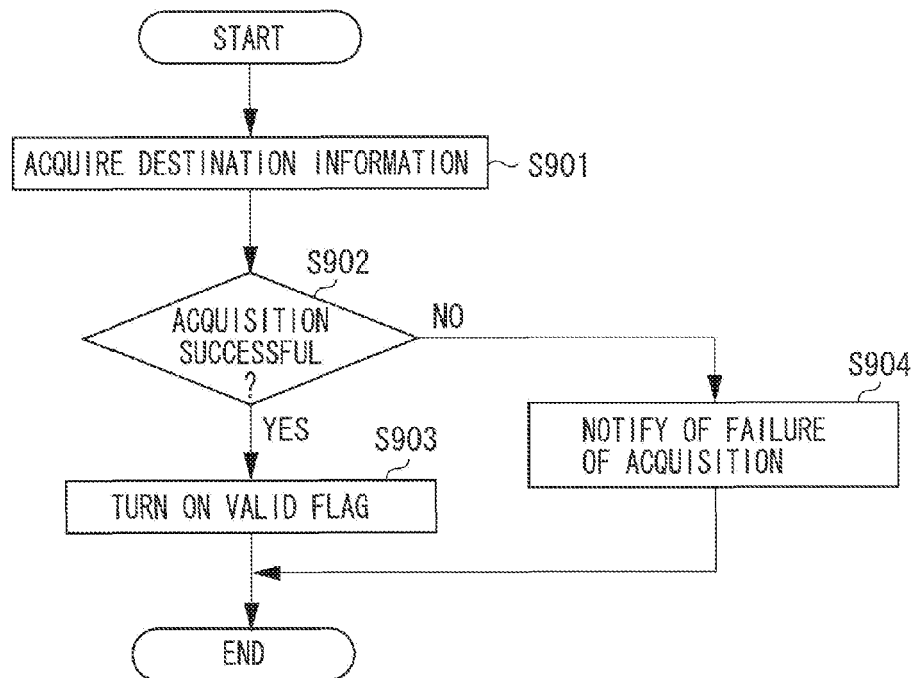 START
ACQUIRE DESTINATION INFORMATION
S901
S902
ACQUISITION
SUCCESSFUL
?
NO
YES
S904
NOTIFY OF FAILURE
OF ACQUISITION
S903
TURN ON VALID FLAG
END